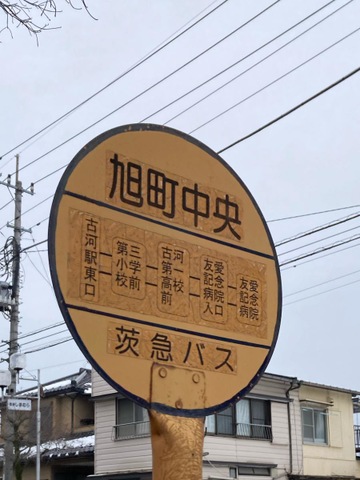 旭町中央
古河駅東口
第三小学校前
古河第一高校前
友愛記念病院入口
友愛記念病院
茨急バス